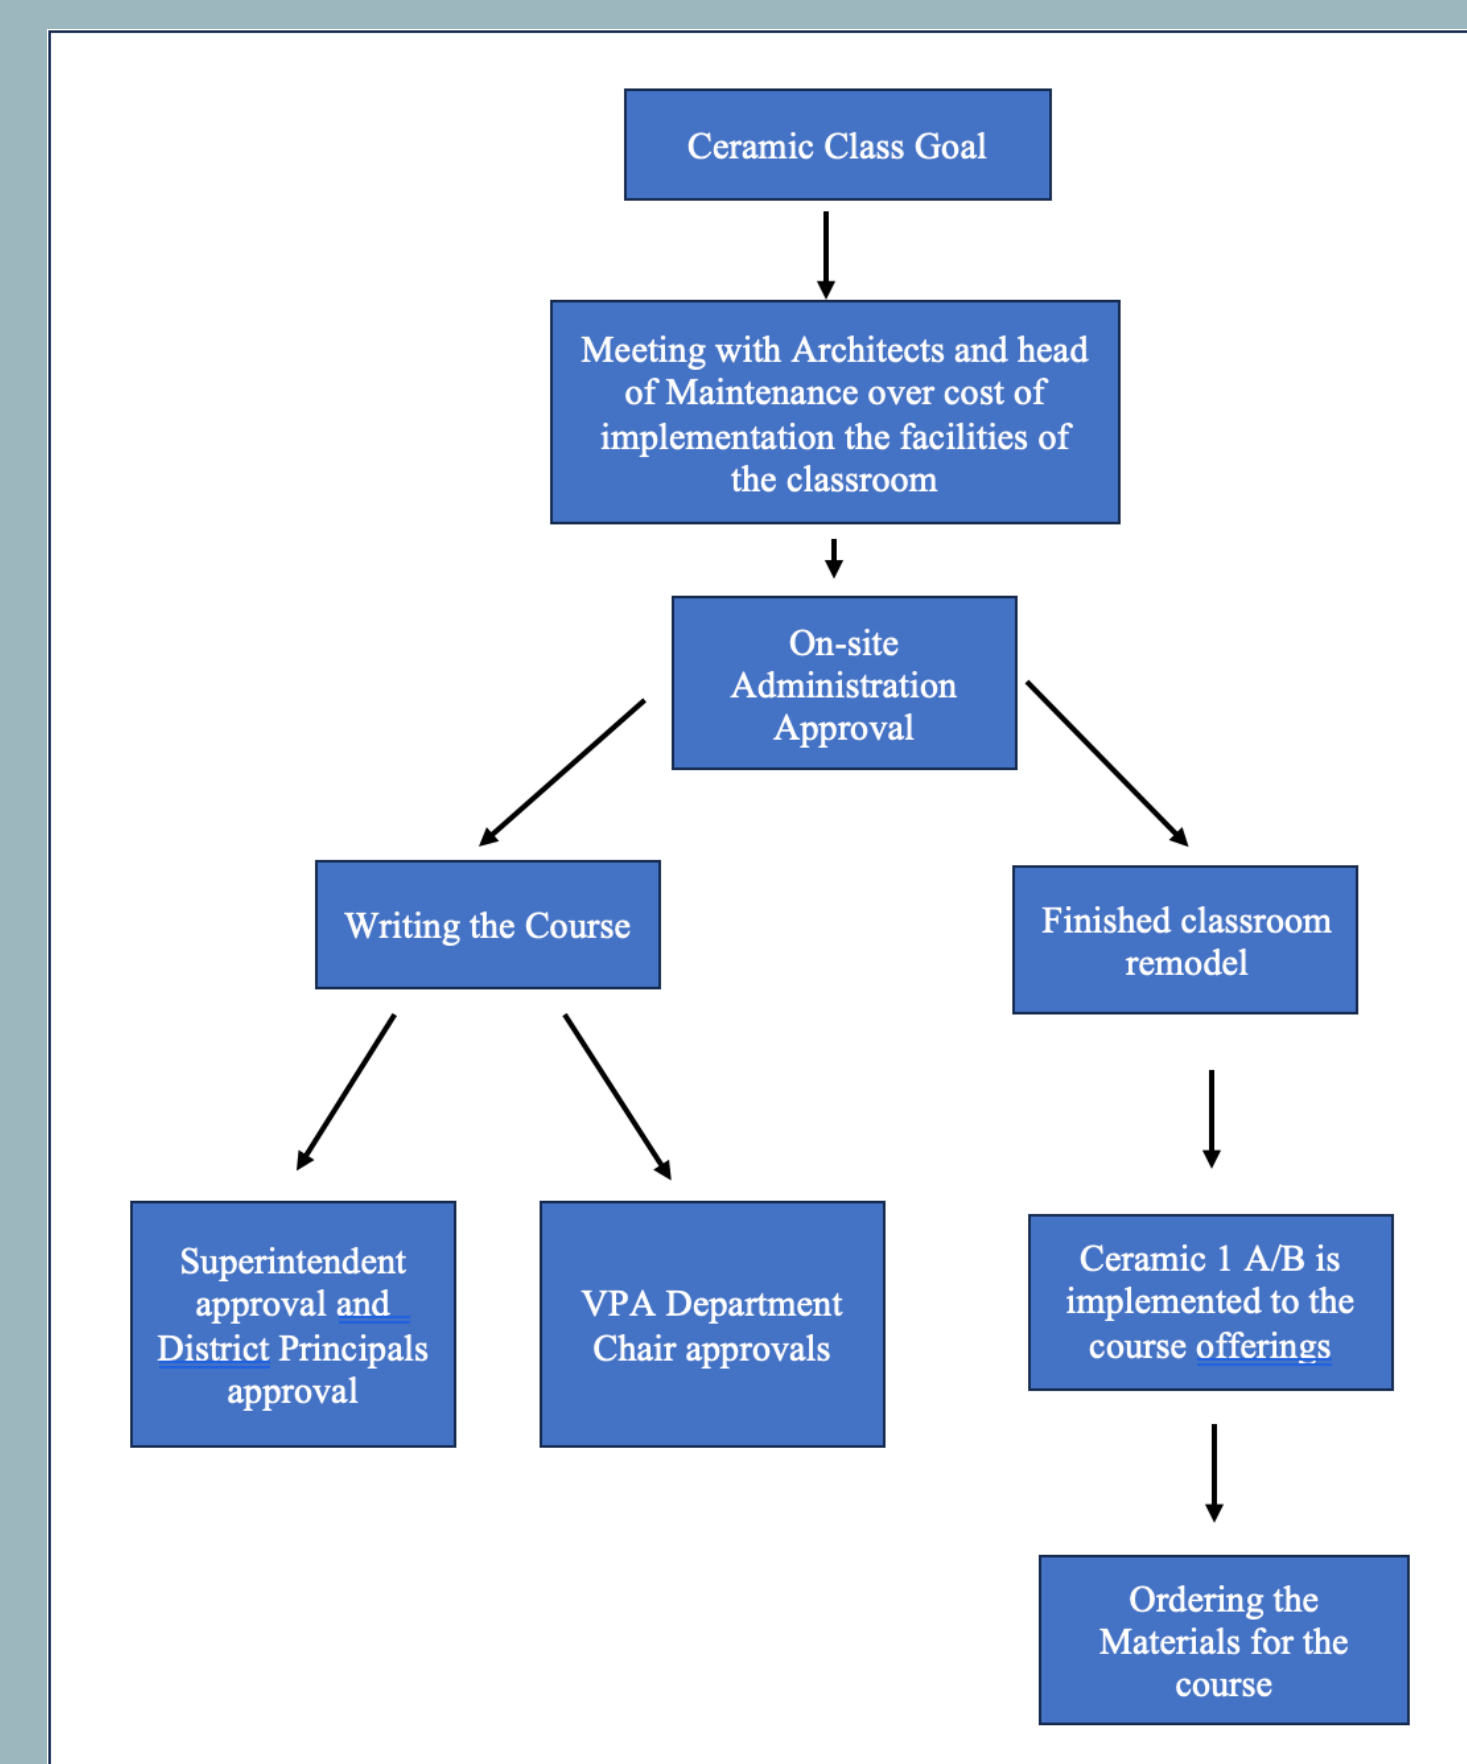 Ceramic Class Goal
Meeting with Architects and head
of Maintenance over cost of
implementation the facilities of
the classroom
On-site
Administration
Approval
Writing the Course
Finished classroom
remodel
Superintendent
approval and
District Principals
approval
VPA Department
Chair approvals
Ceramic 1 A/B is
implemented to the
course offerings
Ordering the
Materials for the
course